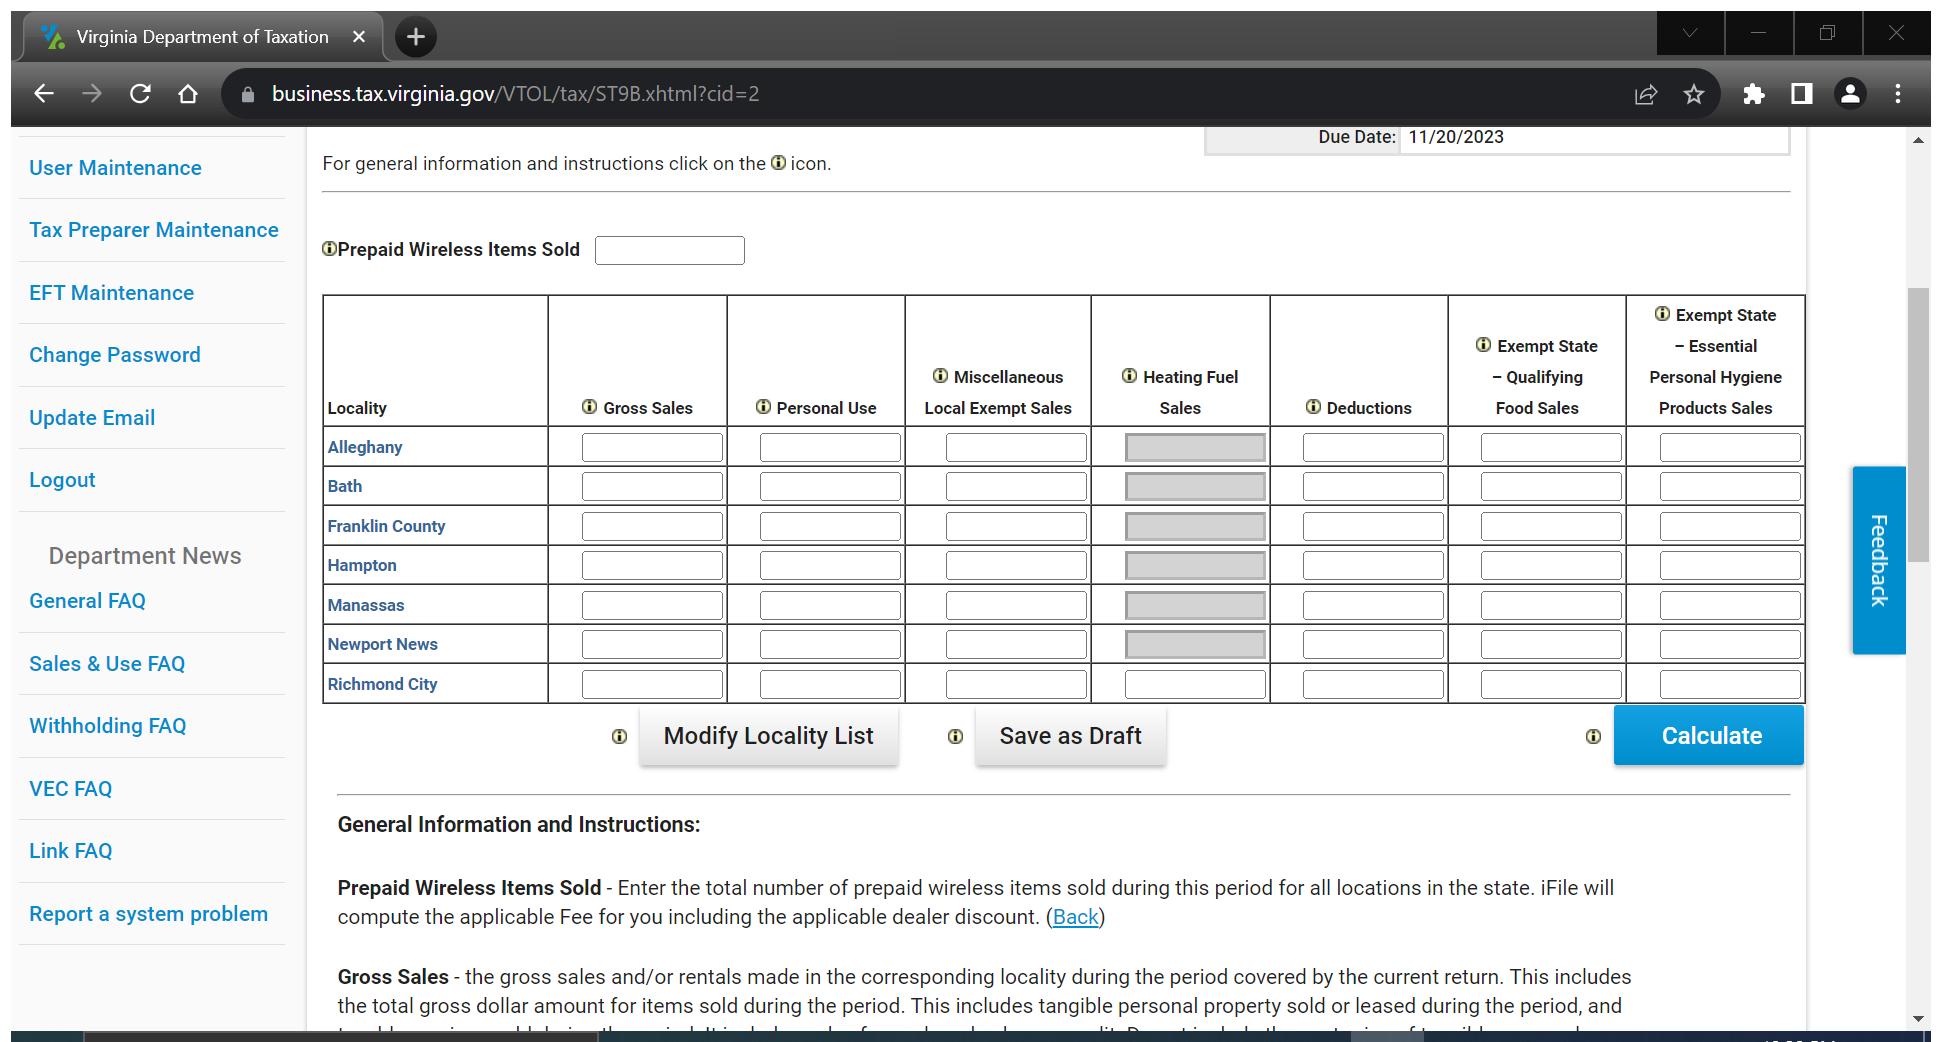 Virginia Department of Taxation
business.tax.virginia.gov/VTOL/tax/ST9B.xhtml?cid=2
User Maintenance
Tax Preparer Maintenance
EFT Maintenance
Change Password
Update Email
Logout
Department News
General FAQ
Sales & Use FAQ
Withholding FAQ
VEC FAQ
Link FAQ
Report a system problem
Due Date: 11/20/2023
For general information and instructions click on the icon.
Prepaid Wireless Items Sold
Locality
Gross Sales
Personal Use
Miscellaneous
Local Exempt Sales
Heating Fuel
Sales
Deductions
Exempt State
– Qualifying
Food Sales
Exempt State
– Essential
Personal Hygiene
Products Sales
Alleghany
Bath
Franklin County
Hampton
Manassas
Newport News
Richmond City
Modify Locality List
Save as Draft
Calculate
Feedback
General Information and Instructions:
Prepaid Wireless Items Sold - Enter the total number of prepaid wireless items sold during this period for all locations in the state. iFile will
compute the applicable Fee for you including the applicable dealer discount. (Back)
Gross Sales - the gross sales and/or rentals made in the corresponding locality during the period covered by the current return. This includes
the total gross dollar amount for items sold during the period. This includes tangible personal property sold or leased during the period, and